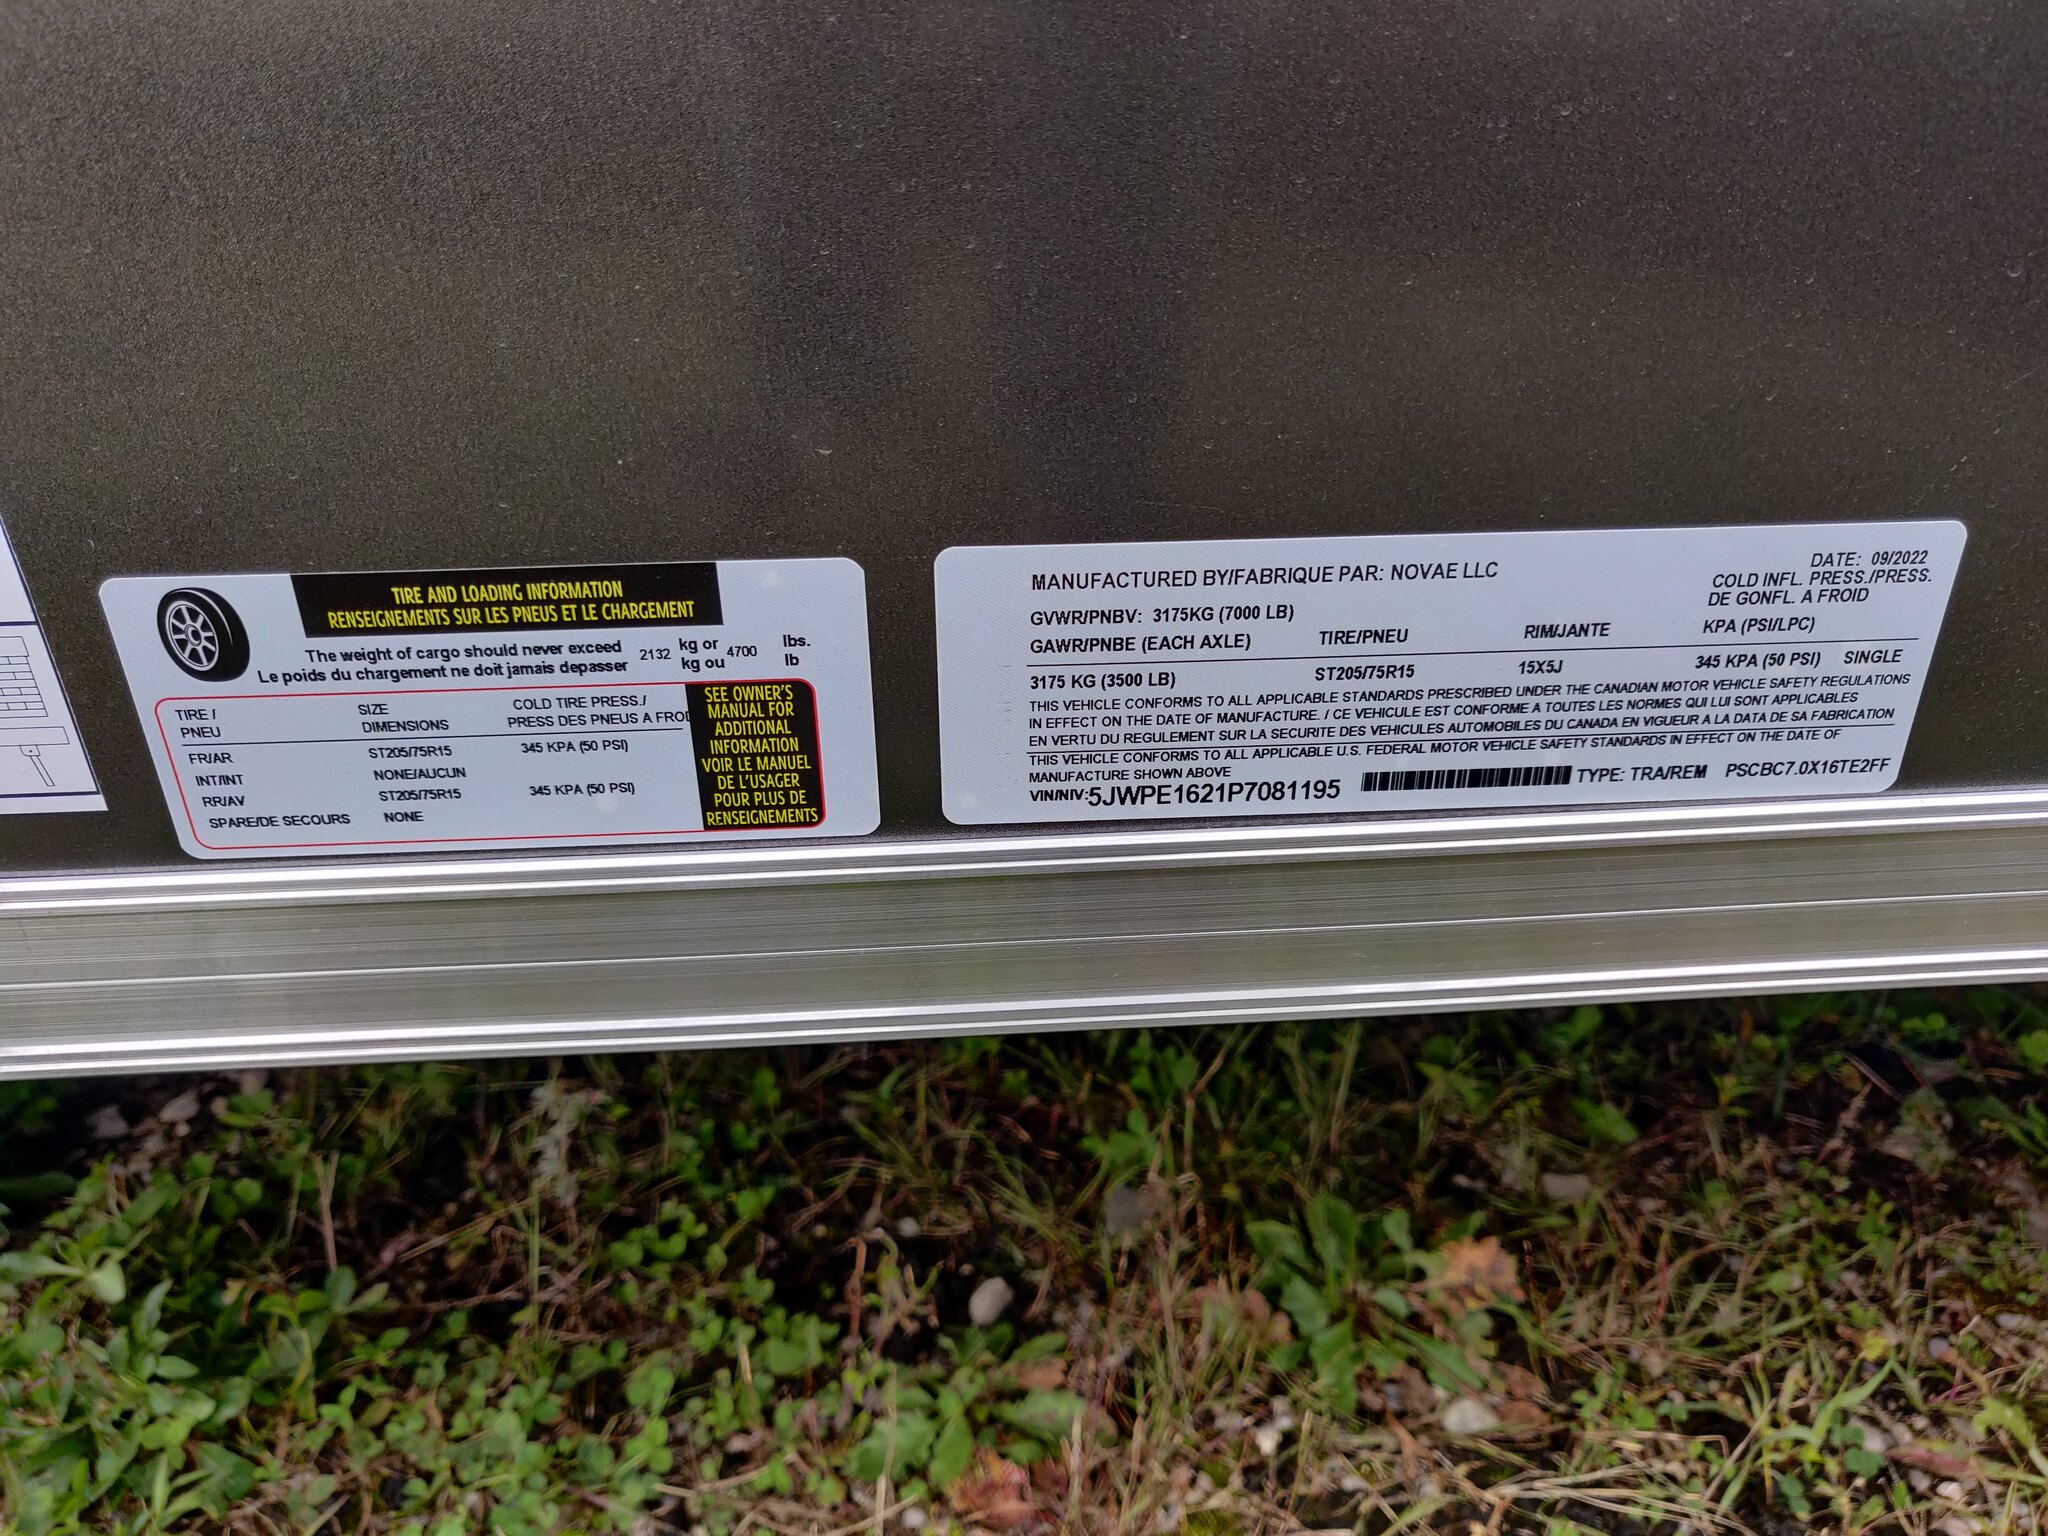 TIRE AND LOADING INFORMATION
RENSEIGNEMENTS SUR LES PNEUS ET LE CHARGEMENT
The weight of cargo should never exceed 2132 kg or 4700 lbs.
Le poids du chargement ne doit jamais depasser kg ou lb
TIRE / SIZE COLD TIRE PRESS./
PNEU DIMENSIONS PRESS DES PNEUS A FROI
FR/AR ST205/75R15 345 KPA (50 PSI)
INT/INT NONE/AUCUN
RR/AV ST205/75R15 345 KPA (50 PSI)
SPARE/DE SECOURS NONE
SEE OWNER'S
MANUAL FOR
ADDITIONAL
INFORMATION
VOIR LE MANUEL
DE L'USAGER
POUR PLUS DE
RENSEIGNEMENTS
MANUFACTURED BY/FABRIQUE PAR: NOVAE LLC
DATE: 09/2022
COLD INFL. PRESS./PRESS.
DE GONFL. A FROID
GVWR/PNBV: 3175KG (7000 LB)
GAWR/PNBE (EACH AXLE) TIRE/PNEU RIM/JANTE KPA (PSI/LPC)
3175 KG (3500 LB) ST205/75R15 15X5J 345 KPA (50 PSI) SINGLE
THIS VEHICLE CONFORMS TO ALL APPLICABLE STANDARDS PRESCRIBED UNDER THE CANADIAN MOTOR VEHICLE SAFETY REGULATIONS
IN EFFECT ON THE DATE OF MANUFACTURE. / CE VEHICULE EST CONFORME A TOUTES LES NORMES QUI LUI SONT APPLICABLES
EN VERTU DU REGULEMENT SUR LA SECURITE DES VEHICULES AUTOMOBILES DU CANADA EN VIGUEUR A LA DATA DE SA FABRICATION
THIS VEHICLE CONFORMS TO ALL APPLICABLE U.S. FEDERAL MOTOR VEHICLE SAFETY STANDARDS IN EFFECT ON THE DATE OF
MANUFACTURE SHOWN ABOVE
VIN/NIV:5JWPE1621P7081195 TYPE: TRA/REM PSCBC7.0X16TE2FF